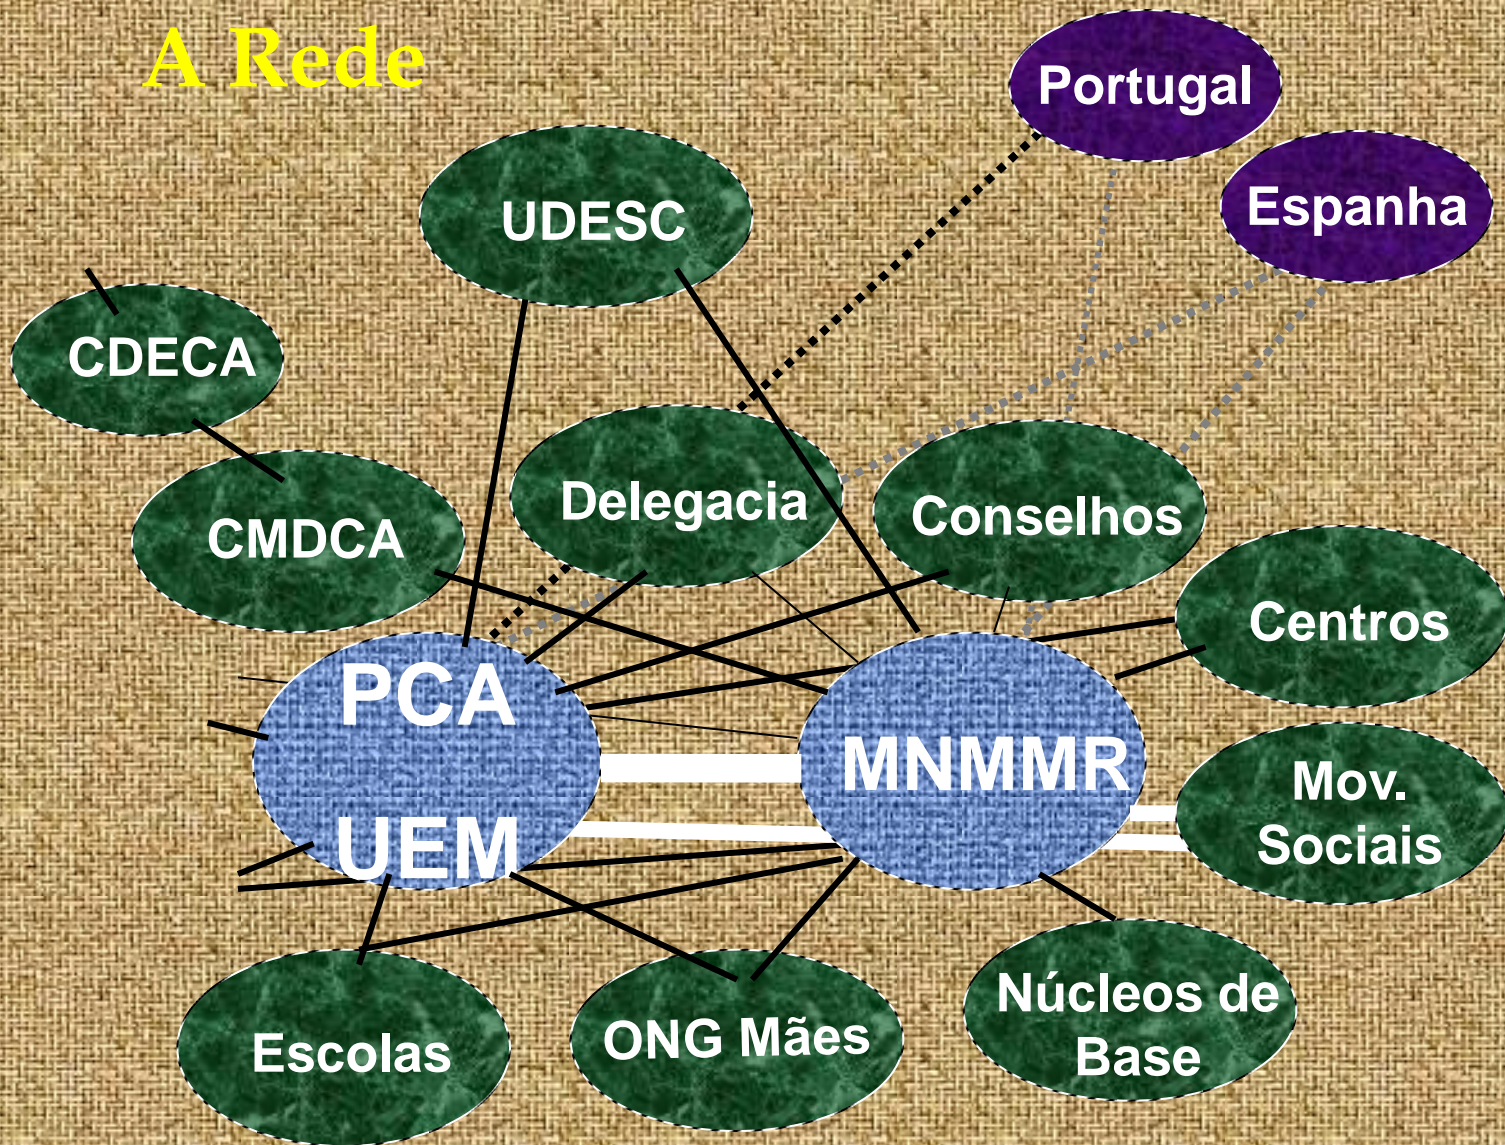 A Rede
Portugal
Espanha
UDESC
CDECA
Delegacia
Conselhos
CMDCA
Centros
PCA
UEM
MNMMR
Mov.
Sociais
Núcleos de
Base
ONG Mães
Escolas